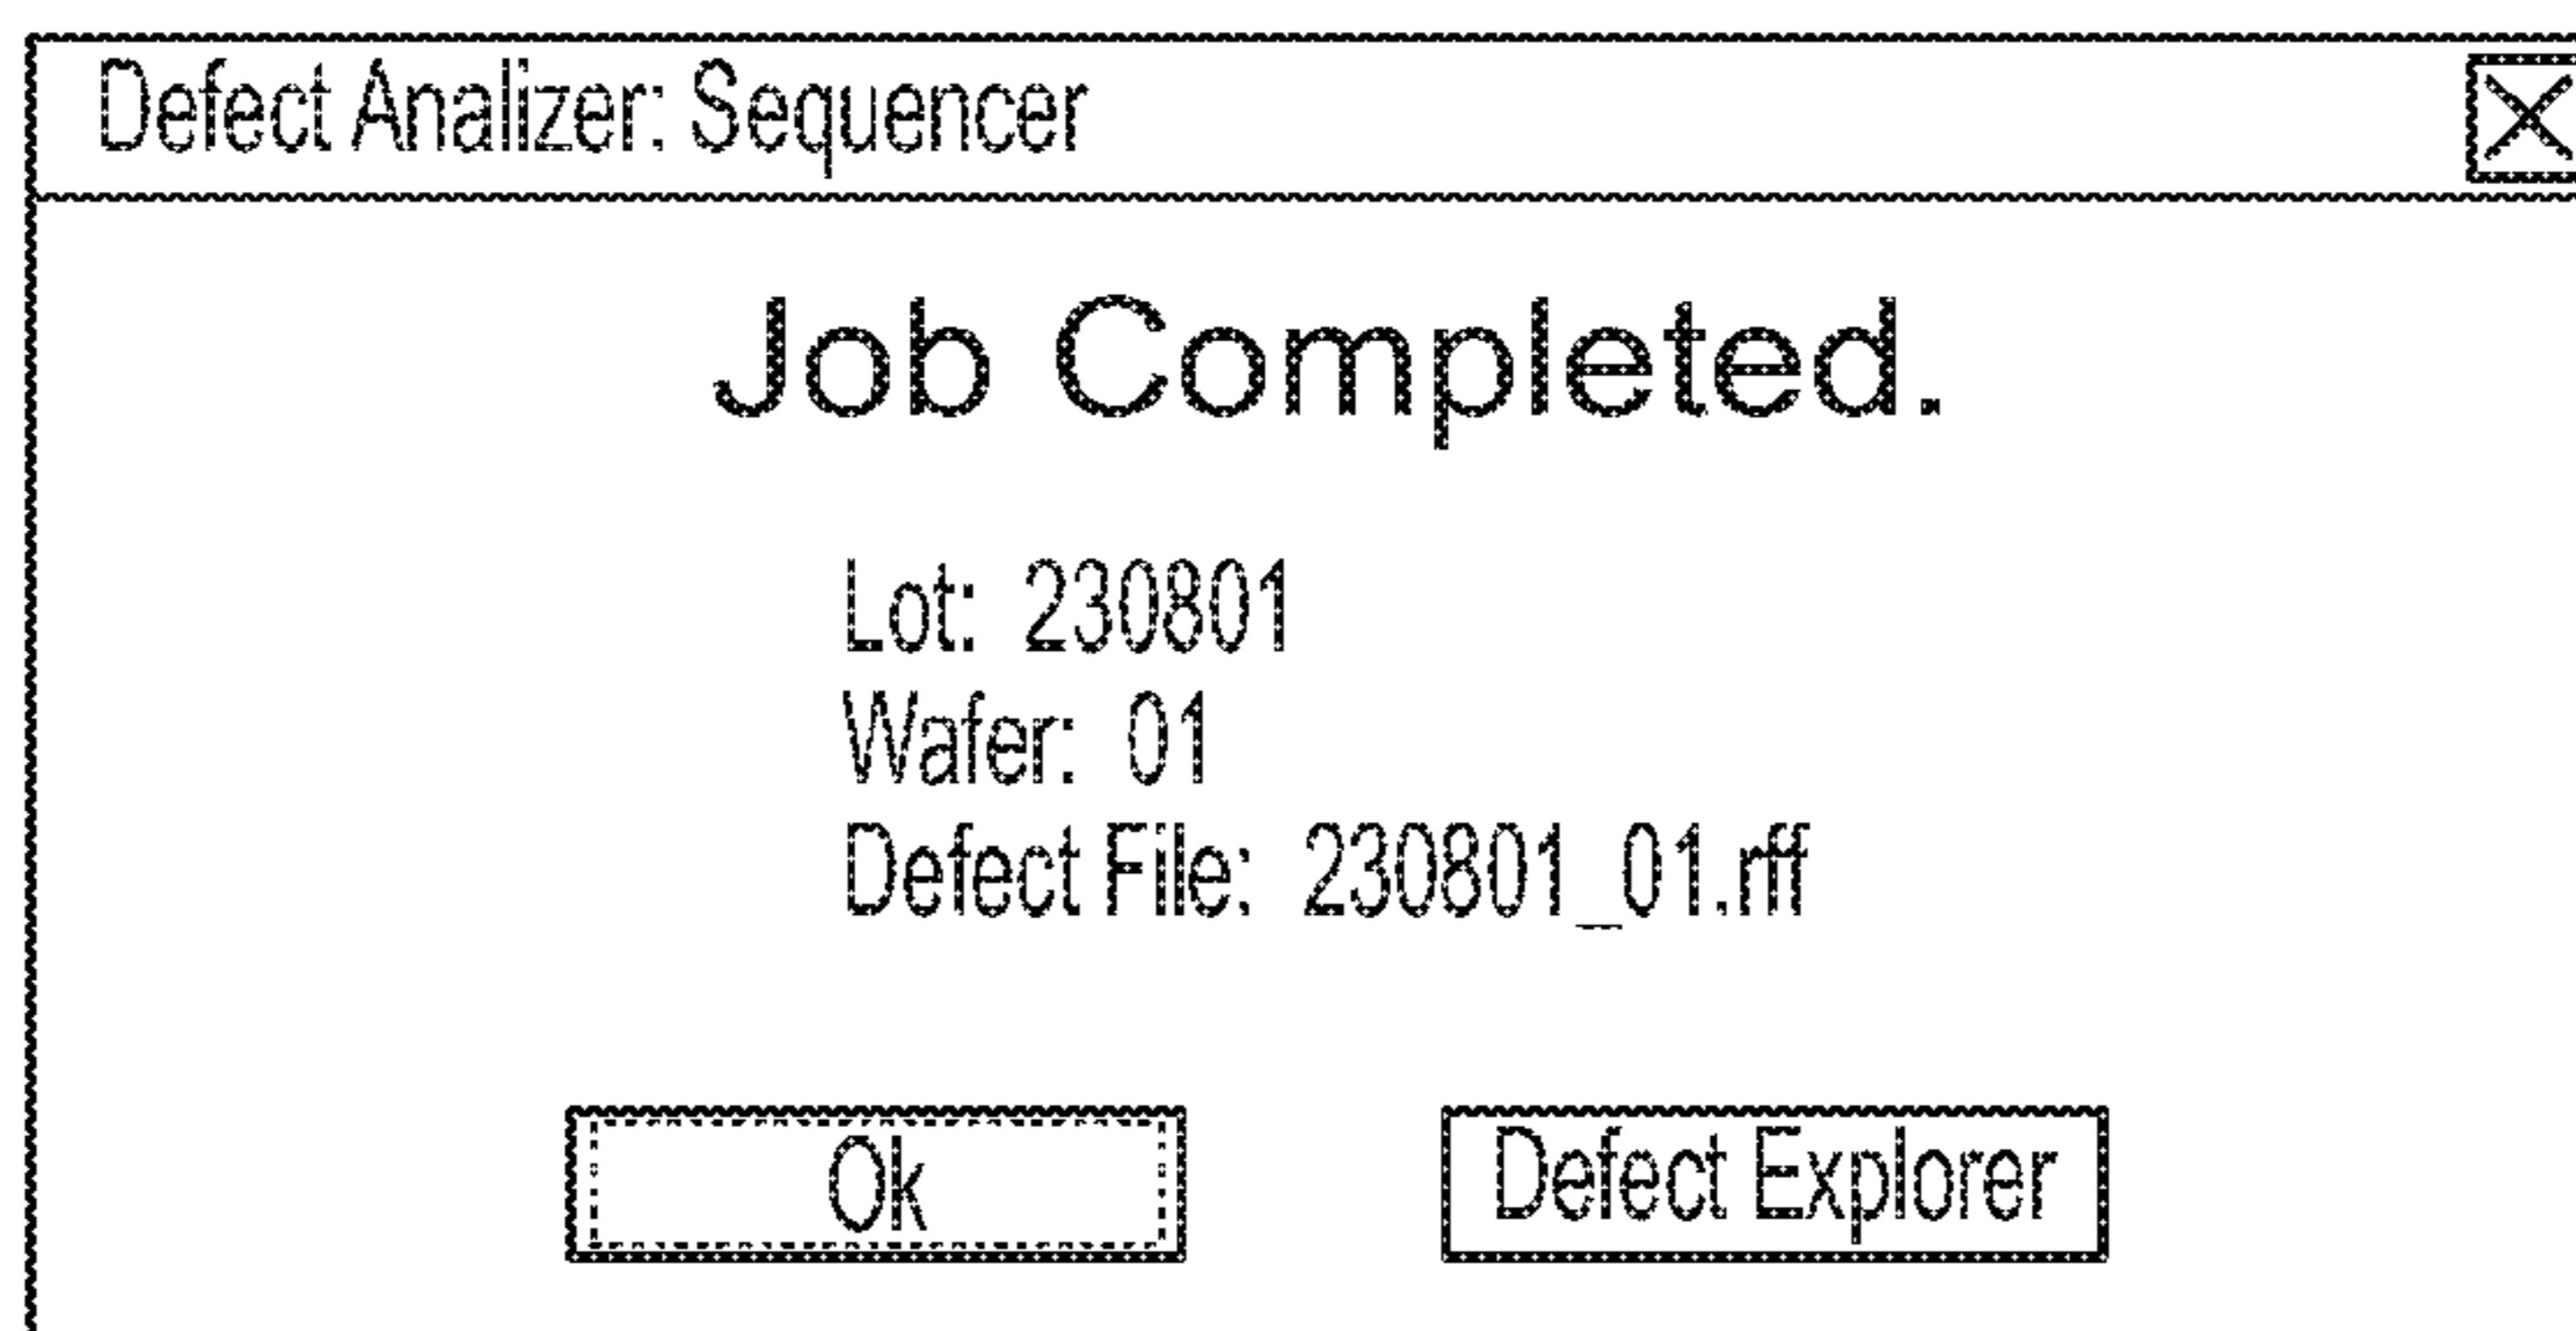 Defect Analizer: Sequencer
Job Completed.
Lot: 230801
Wafer: 01
Defect File: 230801_01.rff
Ok
Defect Explorer